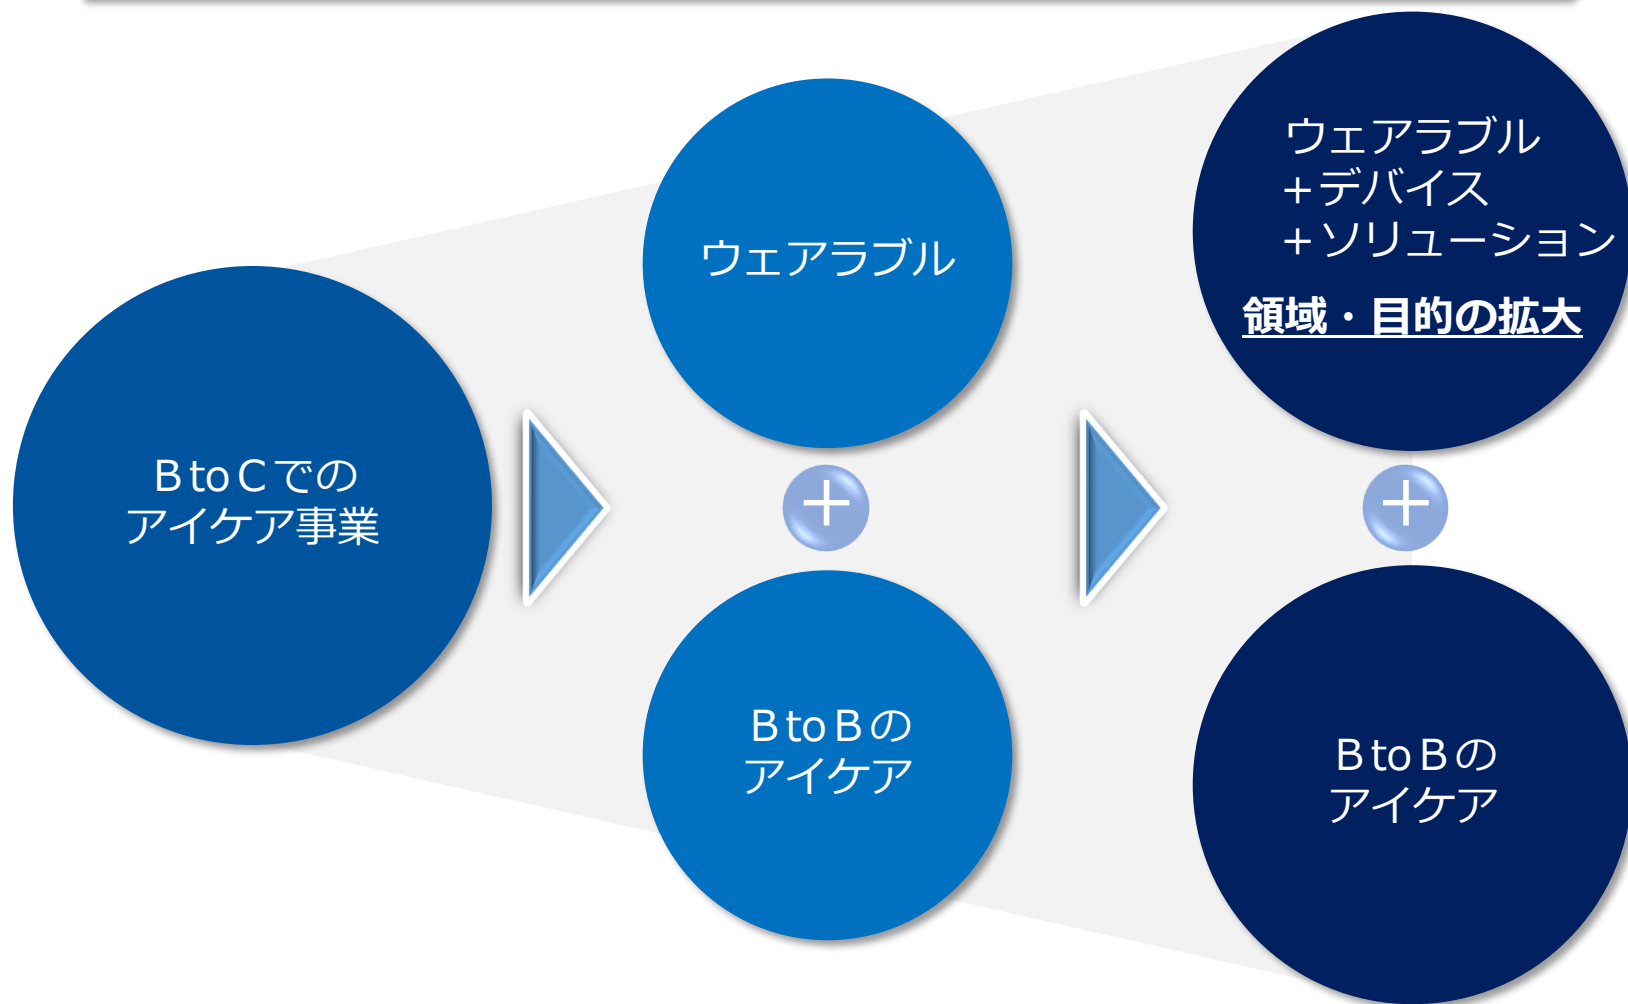 BtoCでの
アイケア事業
ウェアラブル
＋
BtoBの
アイケア
ウェアラブル
＋デバイス
＋ソリューション
領域・目的の拡大
＋
BtoBの
アイケア